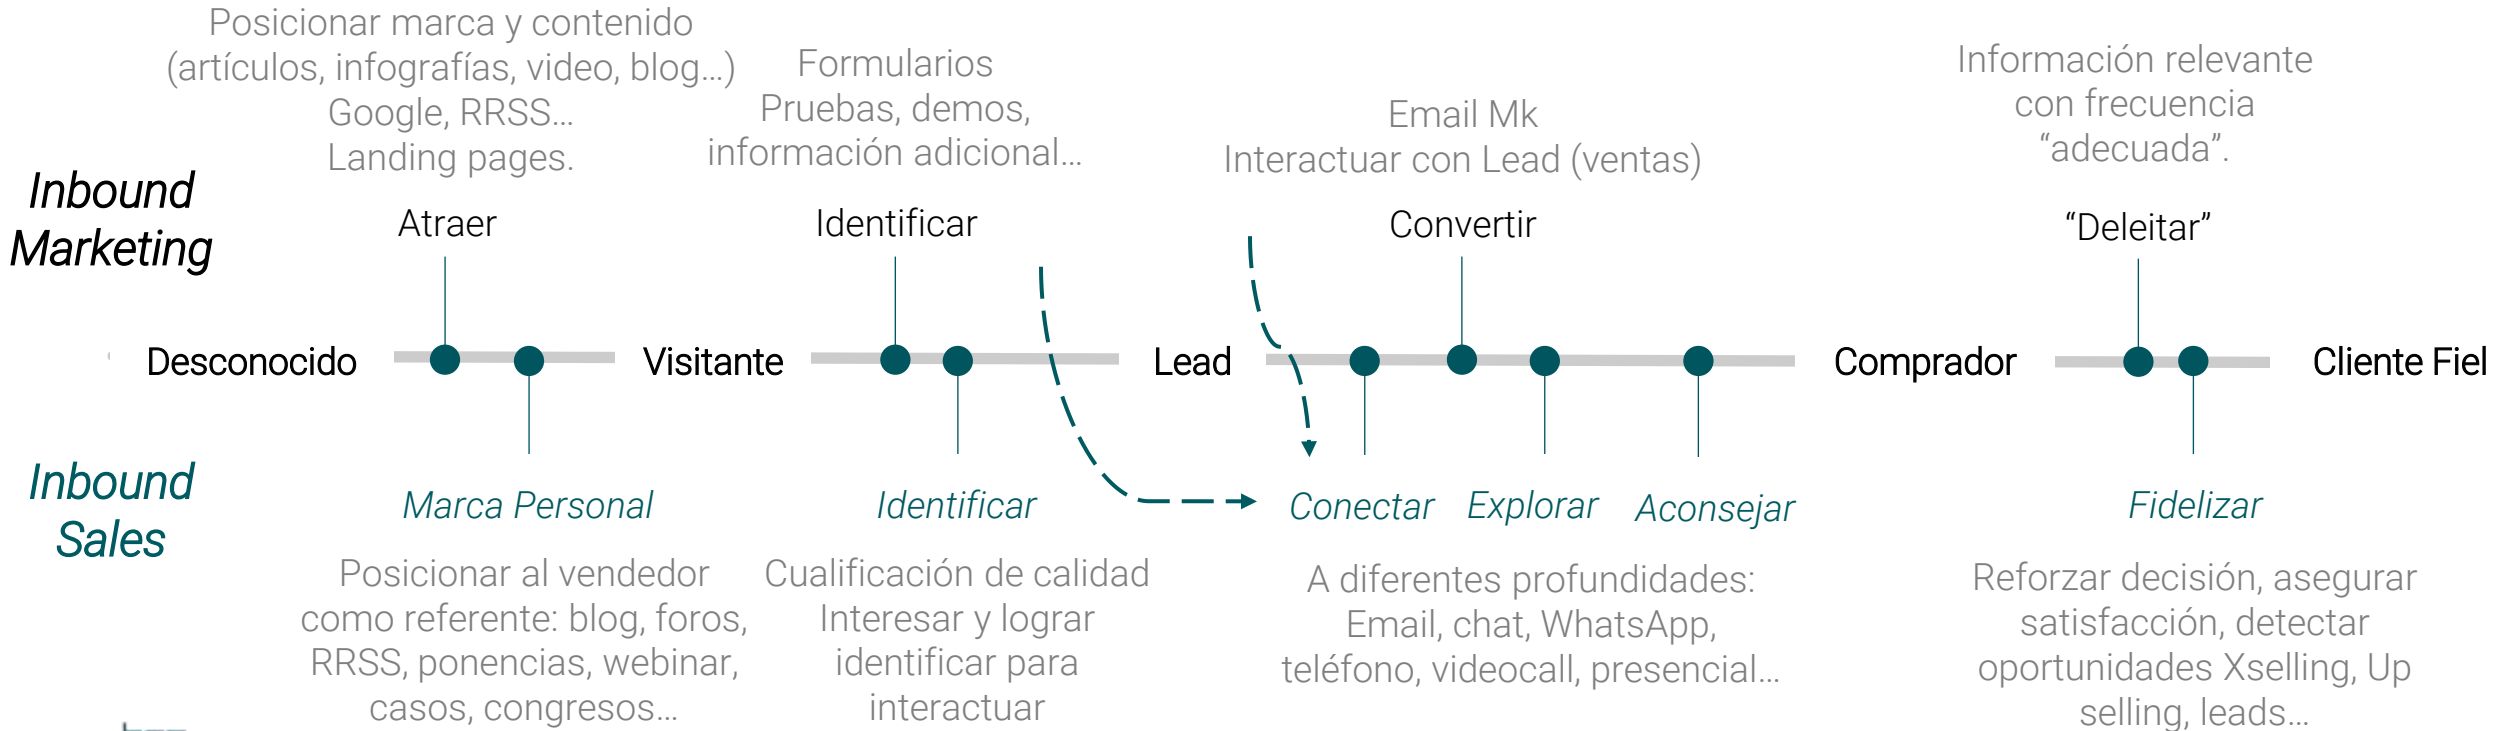 Posicionar marca y contenido
(artículos, infografías, video, blog...)
Google, RRSS...
Landing pages.
Formularios
Pruebas, demos,
información adicional...
Email Mk
Interactuar con Lead (ventas)
Información relevante
con frecuencia
“adecuada”.
Inbound
Marketing
Atraer
Identificar
Convertir
“Deleitar”
Desconocido
Visitante
Lead
Comprador
Cliente Fiel
Inbound
Sales
Marca Personal
Identificar
Conectar
Explorar
Aconsejar
Fidelizar
Posicionar al vendedor
como referente: blog, foros,
RRSS, ponencias, webinar,
casos, congresos...
Cualificación de calidad
Interesar y lograr
identificar para
interactuar
A diferentes profundidades:
Email, chat, WhatsApp,
teléfono, videocall, presencial...
Reforzar decisión, asegurar
satisfacción, detectar
oportunidades Xselling, Up
selling, leads...